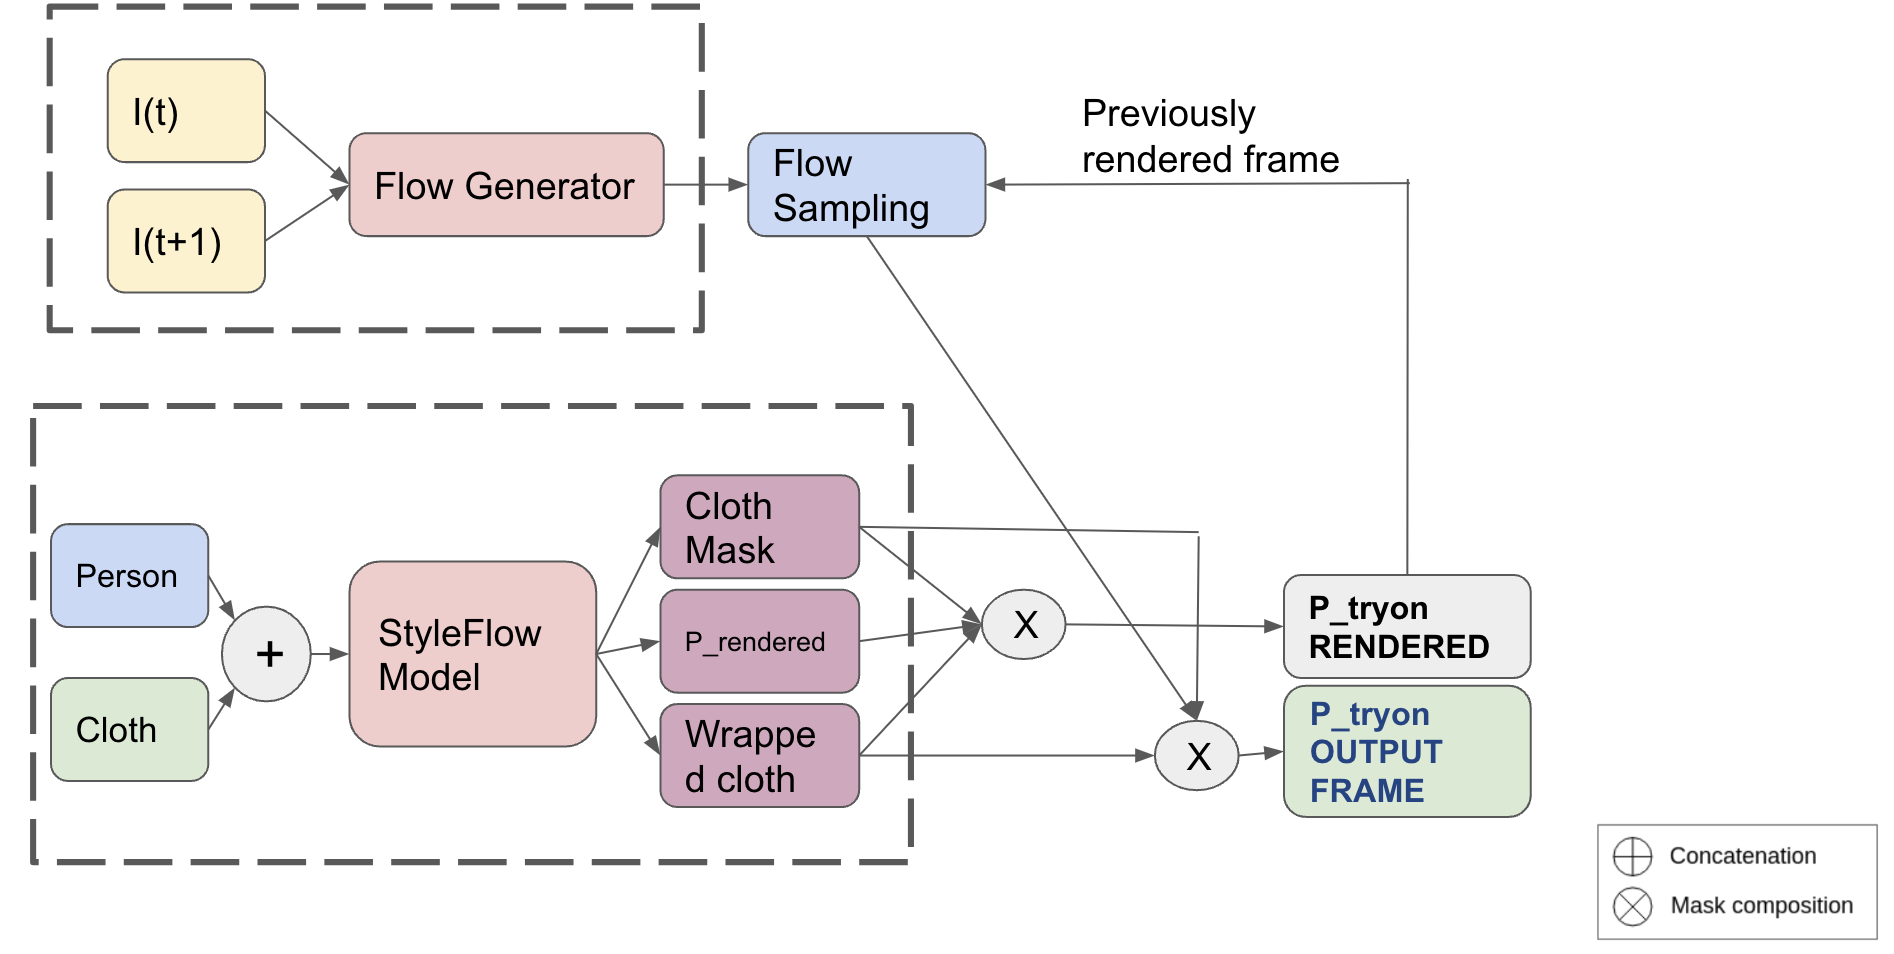 I(t)
I(t+1)
Flow Generator
Flow
Sampling
Previously
rendered frame
Person
Cloth
+
StyleFlow
Model
Cloth
Mask
P_rendered
Wrappe
d cloth
X
X
P_tryon
RENDERED
P_tryon
OUTPUT
FRAME
Concatenation
Mask composition